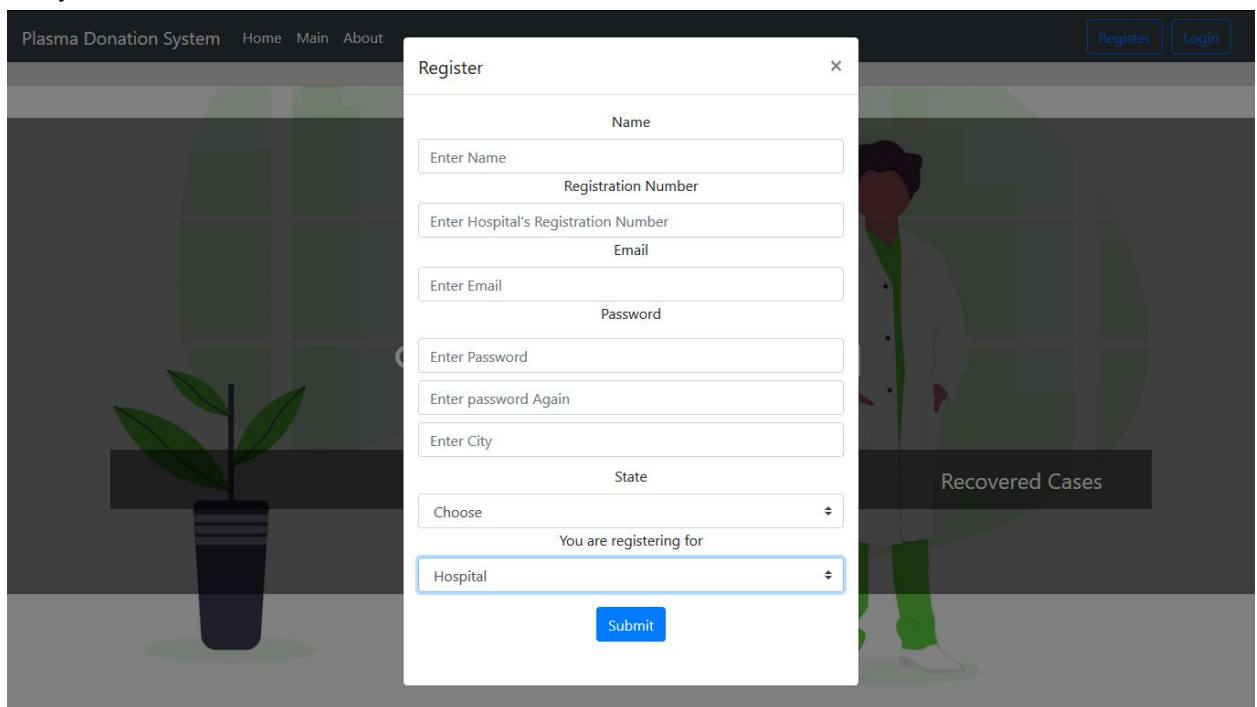 Plasma Donation System Home Main About Register Login
Register ×
Name
Enter Name
Registration Number
Enter Hospital's Registration Number
Email
Enter Email
Password
Enter Password
Enter password Again
Enter City
State
Choose
Recovered Cases
You are registering for
Hospital
Submit